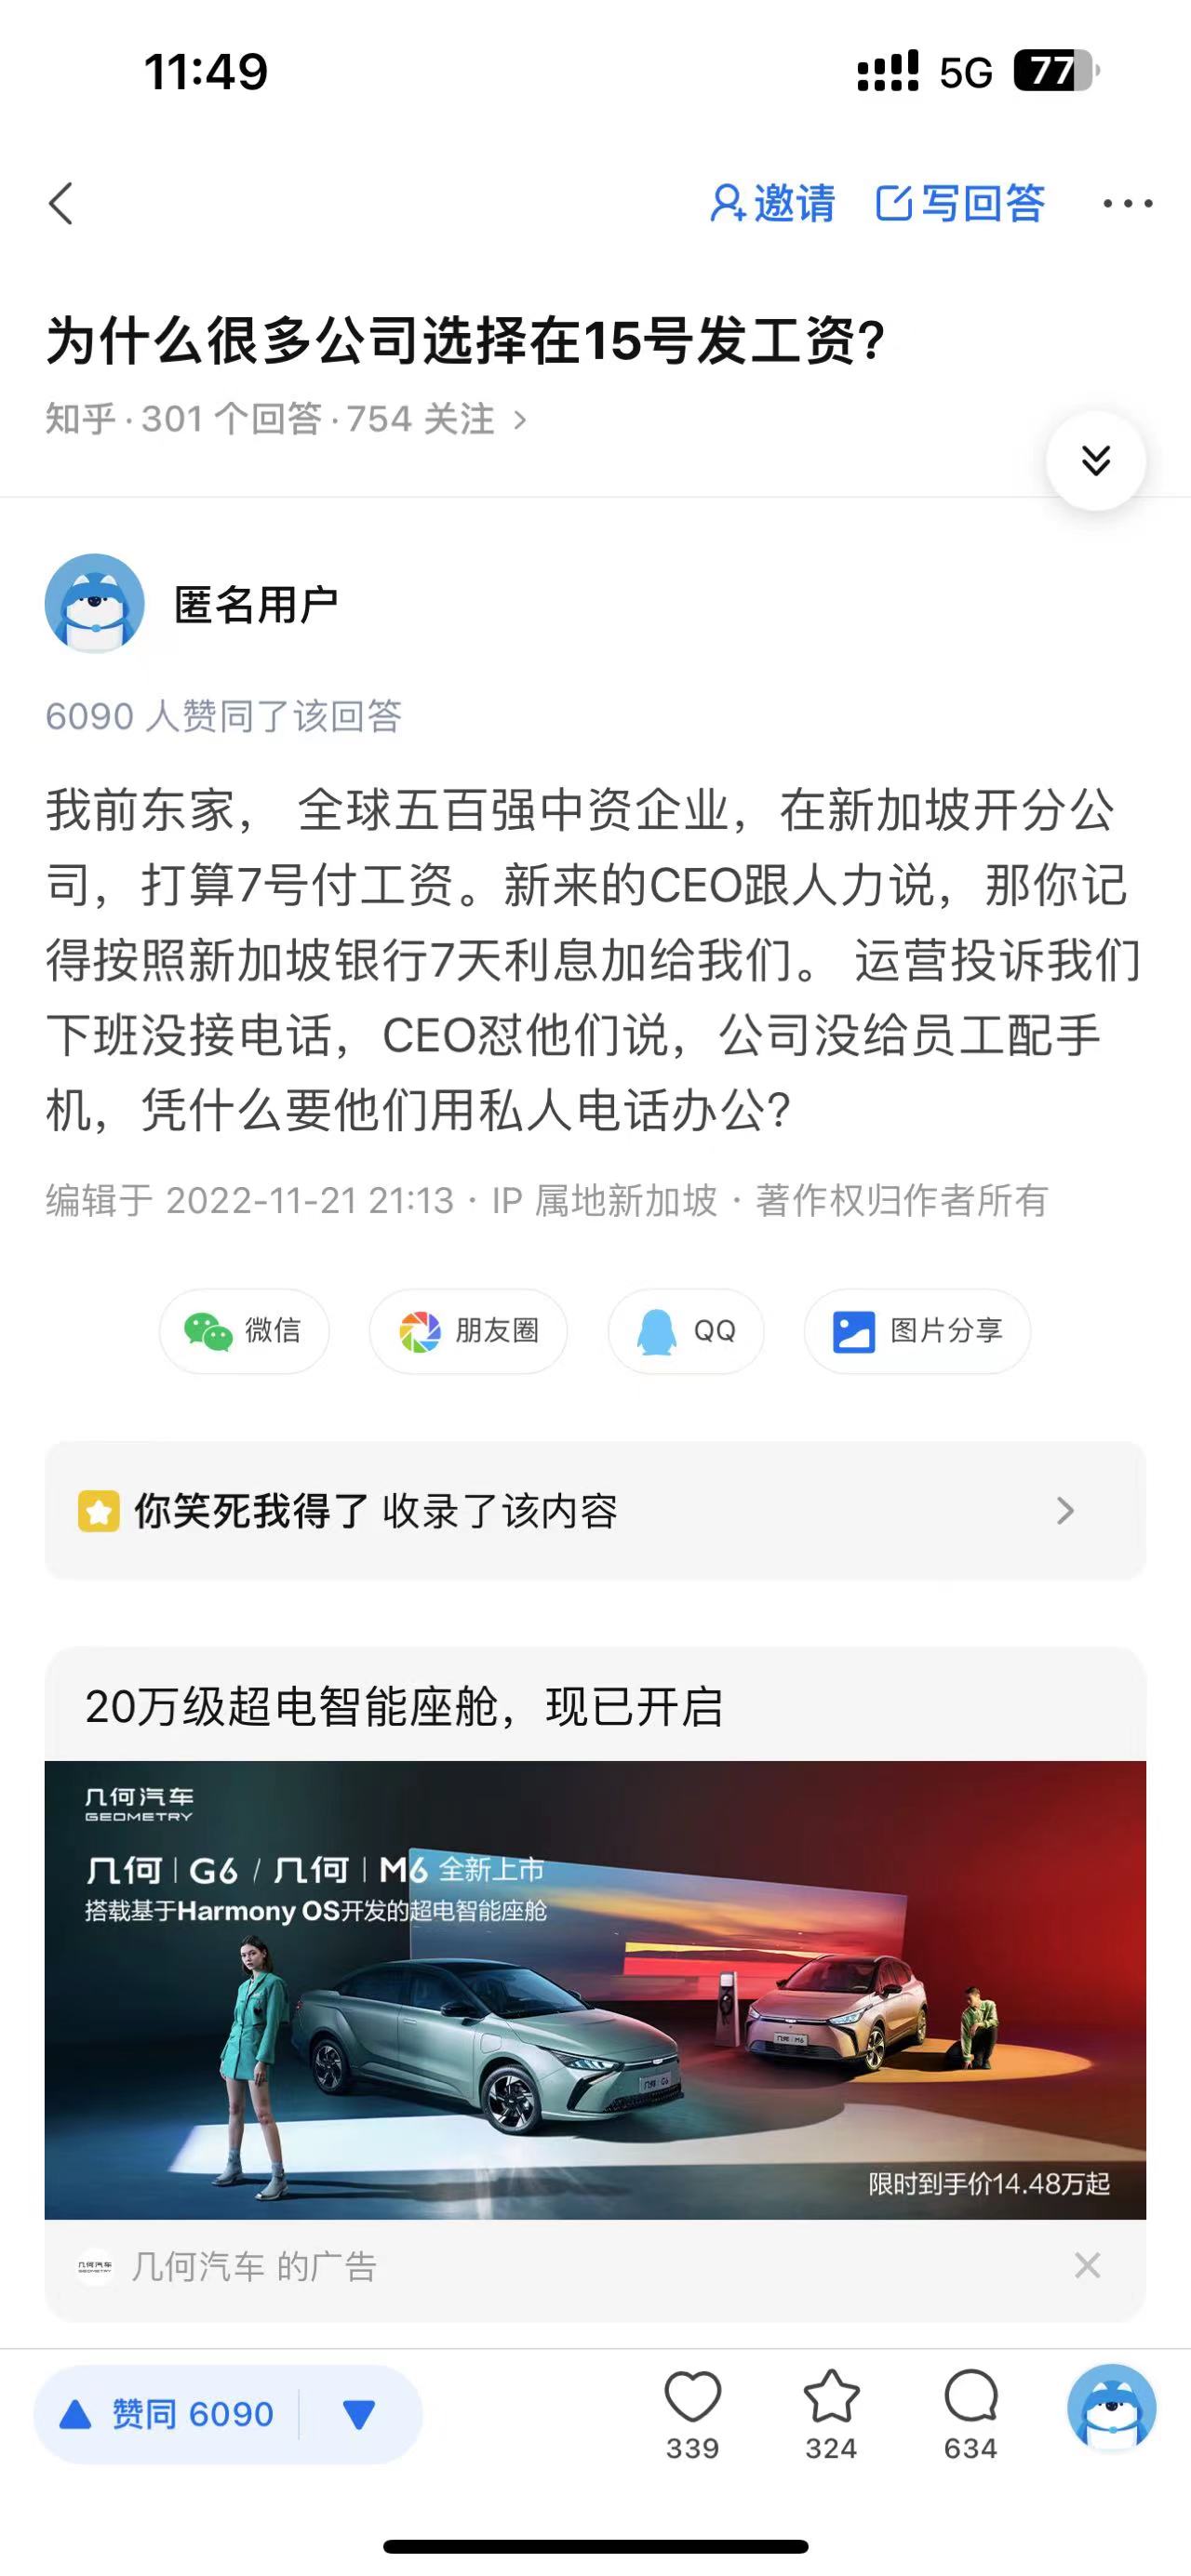 11:49 5G 77
邀请 写回答
为什么很多公司选择在15号发工资?
知乎·301 个回答·754 关注 >
匿名用户
6090 人赞同了该回答
我前东家， 全球五百强中资企业，在新加坡开分公
司，打算7号付工资。新来的CEO跟人力说，那你记
得按照新加坡银行7天利息加给我们。 运营投诉我们
下班没接电话，CEO怼他们说，公司没给员工配手
机，凭什么要他们用私人电话办公?
编辑于 2022-11-21 21:13 · IP 属地新加坡 · 著作权归作者所有
微信 朋友圈 QQ 图片分享
你笑死我得了 收录了该内容
20万级超电智能座舱，现已开启
几何汽车
GEOMETRY
几何|G6 / 几何|M6 全新上市
搭载基于Harmony OS开发的超电智能座舱
几何|M6
几何|G6
限时到手价14.48万起
几何汽车
GEOMETRY
几何汽车 的广告
赞同 6090
339 324 634